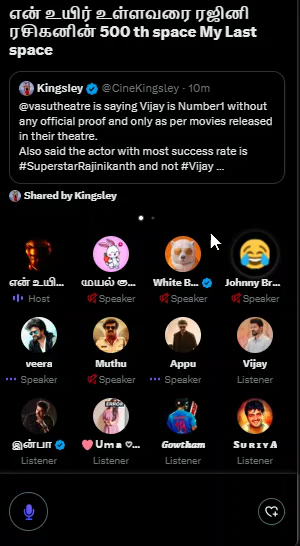 என் உயிர் உள்ளவரை ரஜினி
ரசிகனின் 500 th space My Last
space
Kingsley @CineKingsley · 10m
@vasutheatre is saying Vijay is Number1 without
any official proof and only as per movies released
in their theatre.
Also said the actor with most success rate is
#SuperstarRajinikanth and not #Vijay ...
Shared by Kingsley
என் உயி... மயல் கு... White B... Johnny Br...
Host Speaker Speaker Speaker
veera Muthu Appu Vijay
Speaker Speaker Speaker Listener
ERROR
இன்பா Uma ♡... Gowtham SURIYA
Listener Listener Listener Listener